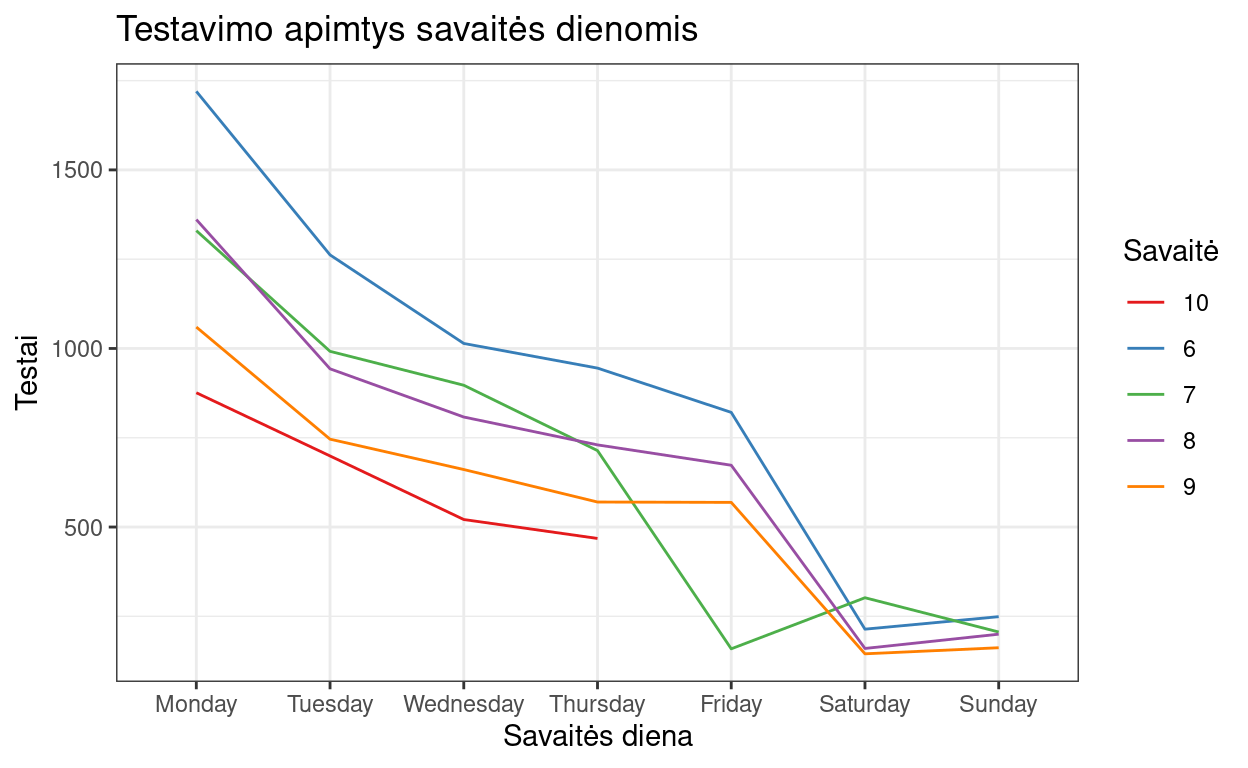 Testavimo apimtys savaitės dienomis
Testai
1500
1000
500
Monday Tuesday Wednesday Thursday Friday Saturday Sunday
Savaitės diena
Savaitė
10
6
7
8
9